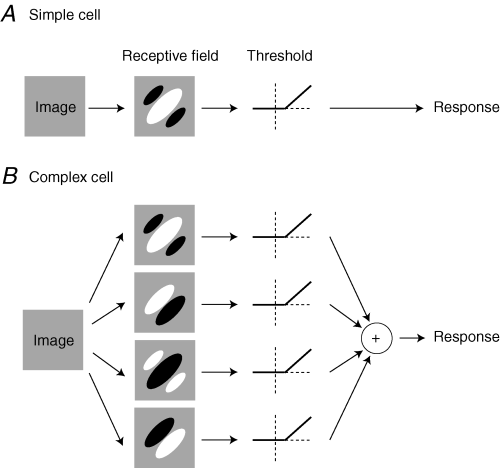 A Simple cell
Receptive field
Threshold
Image
Response
B Complex cell
Image
+
Response